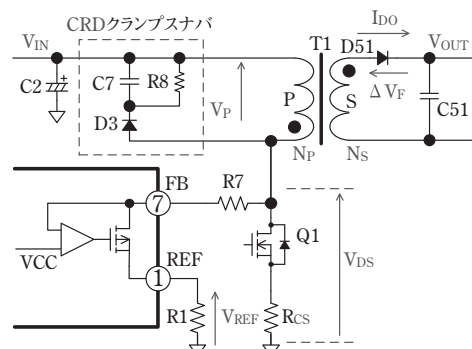 CRDクランプスナバ
V_IN
C2
C7
R8
D3
V_P
P
N_P
T1
S
N_S
D51
I_DO
ΔV_F
V_OUT
C51
FB
7
R7
VCC
REF
1
R1
V_REF
Q1
R_CS
V_DS